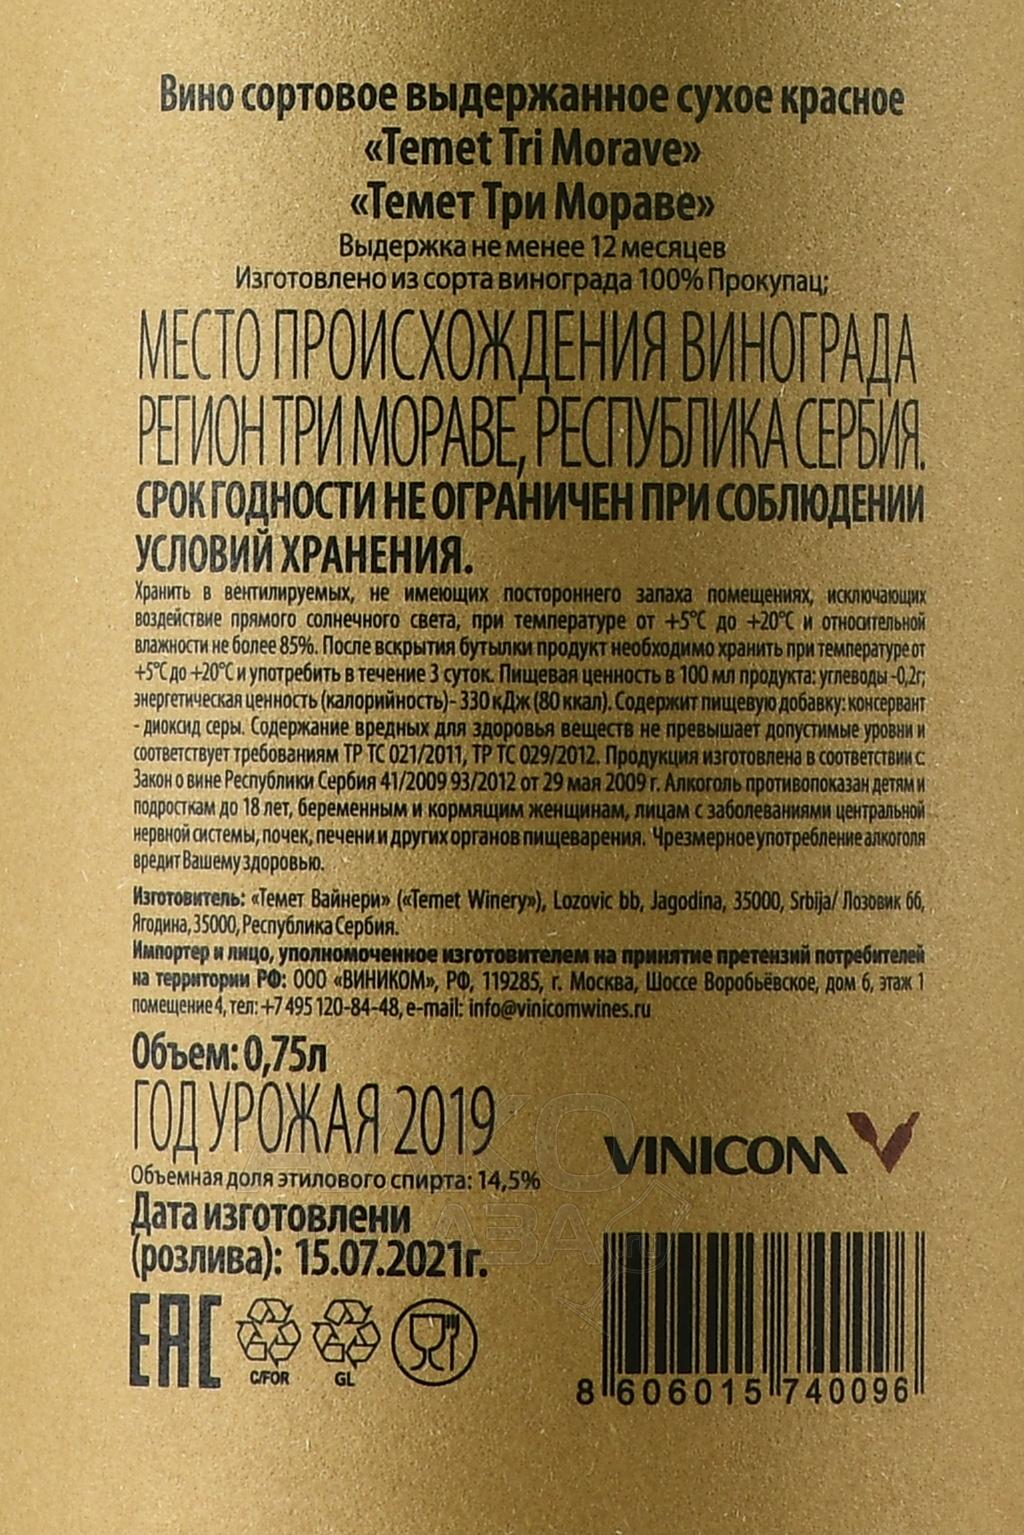 Вино сортовое выдержанное сухое красное
«Temet Tri Morave»
«Темет Три Мораве»
Выдержка не менее 12 месяцев
Изготовлено из сорта винограда 100% Прокупац;
МЕСТО ПРОИСХОЖДЕНИЯ ВИНОГРАДА
РЕГИОН ТРИ МОРАВЕ, РЕСПУБЛИКА СЕРБИЯ.
СРОК ГОДНОСТИ НЕ ОГРАНИЧЕН ПРИ СОБЛЮДЕНИИ
УСЛОВИЙ ХРАНЕНИЯ.
Хранить в вентилируемых, не имеющих постороннего запаха помещениях, исключающих
воздействие прямого солнечного света, при температуре от +5°С до +20°С и относительной
влажности не более 85%. После вскрытия бутылки продукт необходимо хранить при температуре от
+5°С до +20°С и употребить в течение 3 суток. Пищевая ценность в 100 мл продукта: углеводы -0,2г;
энергетическая ценность (калорийность)- 330 кДж (80 ккал). Содержит пищевую добавку: консервант
- диоксид серы. Содержание вредных для здоровья веществ не превышает допустимые уровни и
соответствует требованиям ТР ТС 021/2011, ТР ТС 029/2012. Продукция изготовлена в соответствии с:
Закон о вине Республики Сербия 41/2009 93/2012 от 29 мая 2009 г. Алкоголь противопоказан детям и
подросткам до 18 лет, беременным и кормящим женщинам, лицам с заболеваниями центральной
нервной системы, почек, печени и других органов пищеварения. Чрезмерное употребление алкоголя
вредит Вашему здоровью.
Изготовитель: «Темет Вайнери» («Temet Winery»), Lozovic bb, Jagodina, 35000, Srbija/ Лозовик бб,
Ягодина, 35000, Республика Сербия.
Импортер и лицо, уполномоченное изготовителем на принятие претензий потребителей
на территории РФ: ООО «ВИНИКОМ», РФ, 119285, г. Москва, Шоссе Воробьёвское, дом 6, этаж 1
помещение 4, тел: +7 495 120-84-48, e-mail: info@vinicomwines.ru
Объем: 0,75л
ГОД УРОЖАЯ 2019
VINICOM
Объемная доля этилового спирта: 14,5%
Дата изготовлени
(розлива): 15.07.2021г.
EAC
C/FOR
GL
8 606015 740096